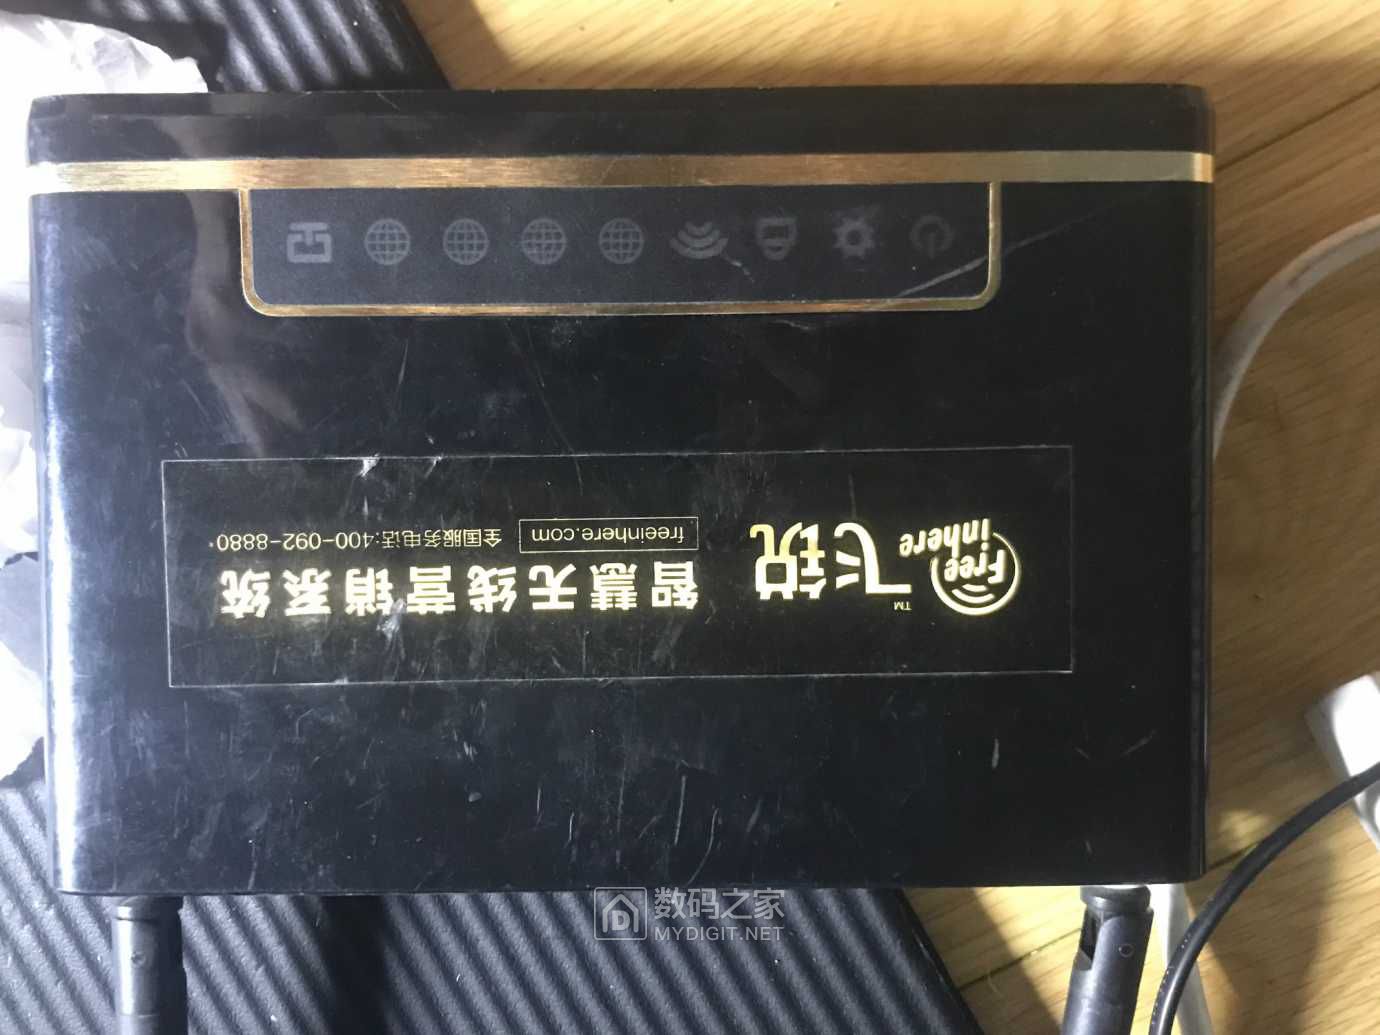 Free
inhere
飞锐
TM
智慧无线营销系统
freeinhere.com
全国服务电话:400-092-8880
数码之家
MYDIGIT.NET